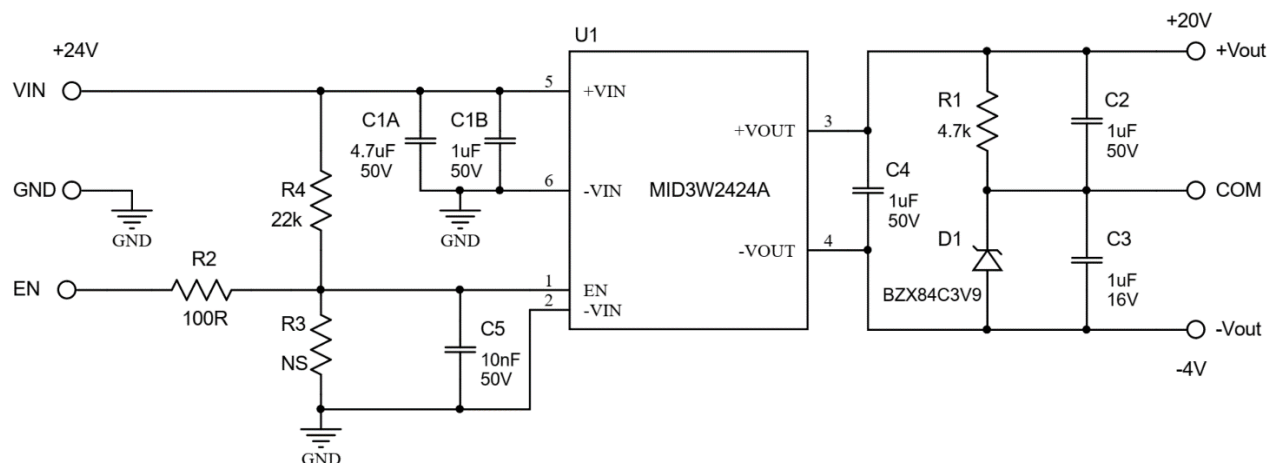 U1
+24V
+20V
VIN
5
+VIN
+Vout
R1
4.7k
C2
1uF
50V
C1A
4.7uF
50V
C1B
1uF
50V
+VOUT
3
C4
1uF
50V
GND
GND
R4
22k
6
-VIN
GND
MID3W2424A
COM
-VOUT
4
D1
BZX84C3V9
C3
1uF
16V
R2
100R
EN
1
EN
2
-VIN
R3
NS
C5
10nF
50V
-Vout
-4V
GND